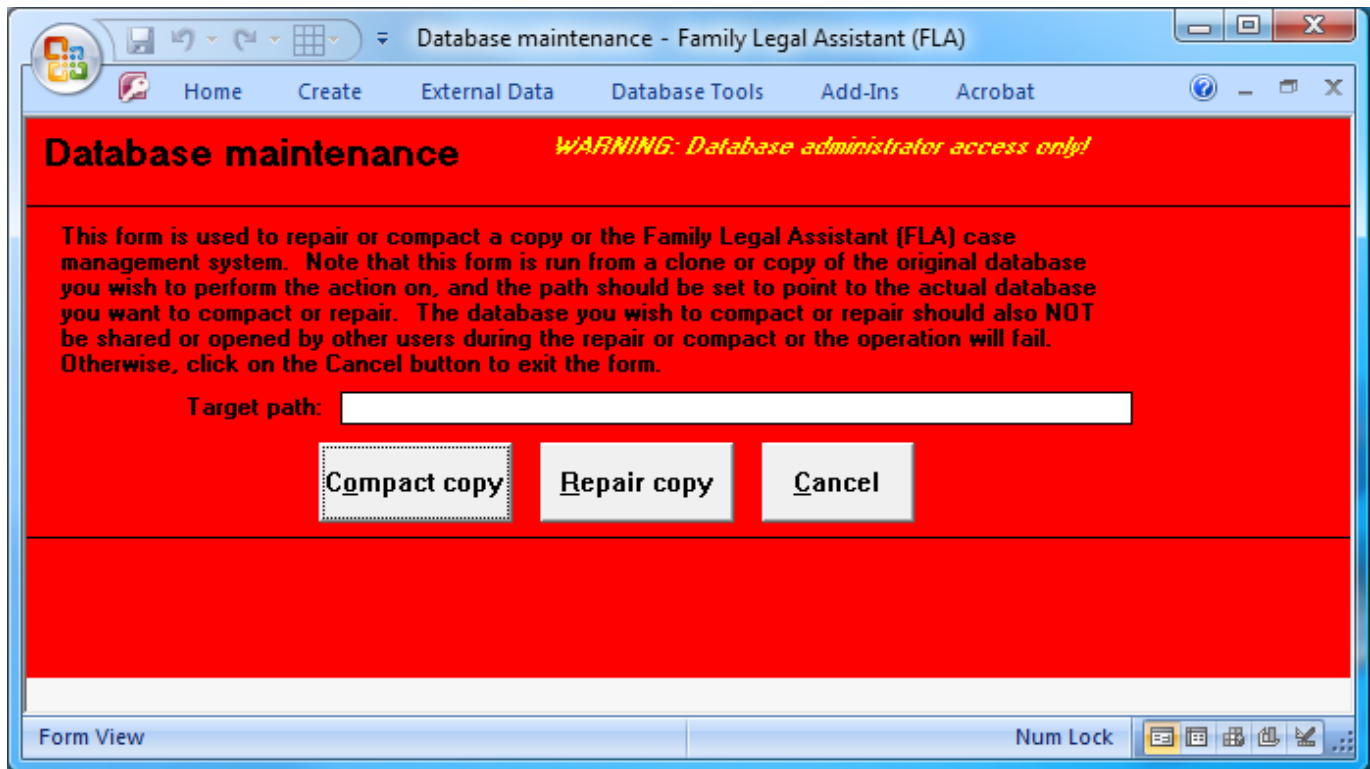 Database maintenance - Family Legal Assistant (FLA)
Home Create External Data Database Tools Add-Ins Acrobat
Database maintenance
WARNING: Database administrator access only!
This form is used to repair or compact a copy or the Family Legal Assistant (FLA) case
management system. Note that this form is run from a clone or copy of the original database
you wish to perform the action on, and the path should be set to point to the actual database
you want to compact or repair. The database you wish to compact or repair should also NOT
be shared or opened by other users during the repair or compact or the operation will fail.
Otherwise, click on the Cancel button to exit the form.
Target path:
Compact copy Repair copy Cancel
Form View Num Lock